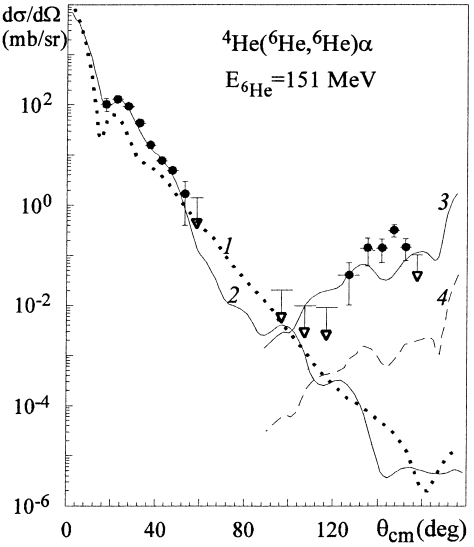 dσ/dΩ
(mb/sr)
⁴He(⁶He,⁶He)α
E₆He=151 MeV
10²
10⁰
10⁻²
10⁻⁴
10⁻⁶
1
2
3
4
0 40 80 120 θcm(deg)